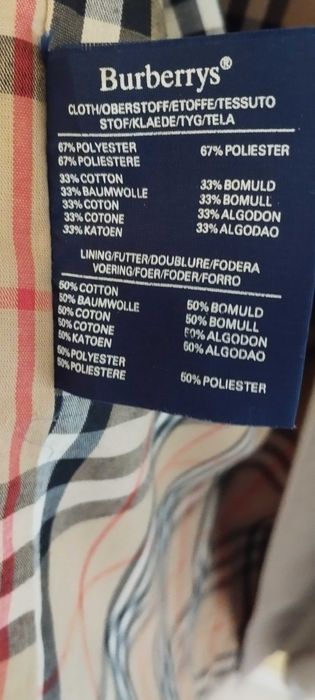 Burberrys®
CLOTH/OBERSTOFF/ETOFFE/TESSUTO
STOF/KLAEDE/TYG/TELA
67% POLYESTER 67% POLIESTER
67% POLIESTERE
33% COTTON 33% BOMULD
33% BAUMWOLLE 33% BOMULL
33% COTON 33% ALGODON
33% COTONE 33% ALGODAO
33% KATOEN
LINING/FUTTER/DOUBLURE/FODERA
VOERING/FOER/FODER/FORRO
50% COTTON 50% BOMULD
50% BAUMWOLLE 50% BOMULL
50% COTON 50% ALGODON
50% COTONE 50% ALGODAO
50% KATOEN
50% POLYESTER 50% POLIESTER
50% POLIESTERE